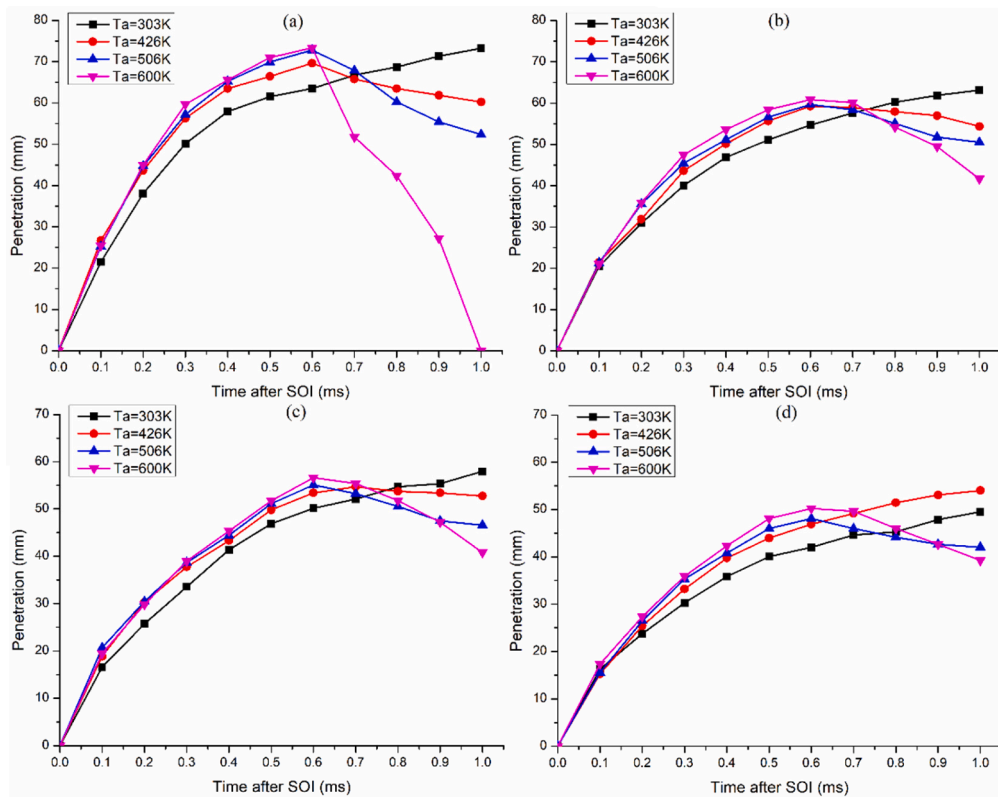 (a)
Ta=303K
Ta=426K
Ta=506K
Ta=600K
80
70
60
50
40
30
20
10
0
Penetration (mm)
0.0 0.1 0.2 0.3 0.4 0.5 0.6 0.7 0.8 0.9 1.0
Time after SOI (ms)
(b)
Ta=303K
Ta=426K
Ta=506K
Ta=600K
80
70
60
50
40
30
20
10
0
Penetration (mm)
0.0 0.1 0.2 0.3 0.4 0.5 0.6 0.7 0.8 0.9 1.0
Time after SOI (ms)
(c)
Ta=303K
Ta=426K
Ta=506K
Ta=600K
70
60
50
40
30
20
10
0
Penetration (mm)
0.0 0.1 0.2 0.3 0.4 0.5 0.6 0.7 0.8 0.9 1.0
Time after SOI (ms)
(d)
Ta=303K
Ta=426K
Ta=506K
Ta=600K
70
60
50
40
30
20
10
0
Penetration (mm)
0.0 0.1 0.2 0.3 0.4 0.5 0.6 0.7 0.8 0.9 1.0
Time after SOI (ms)